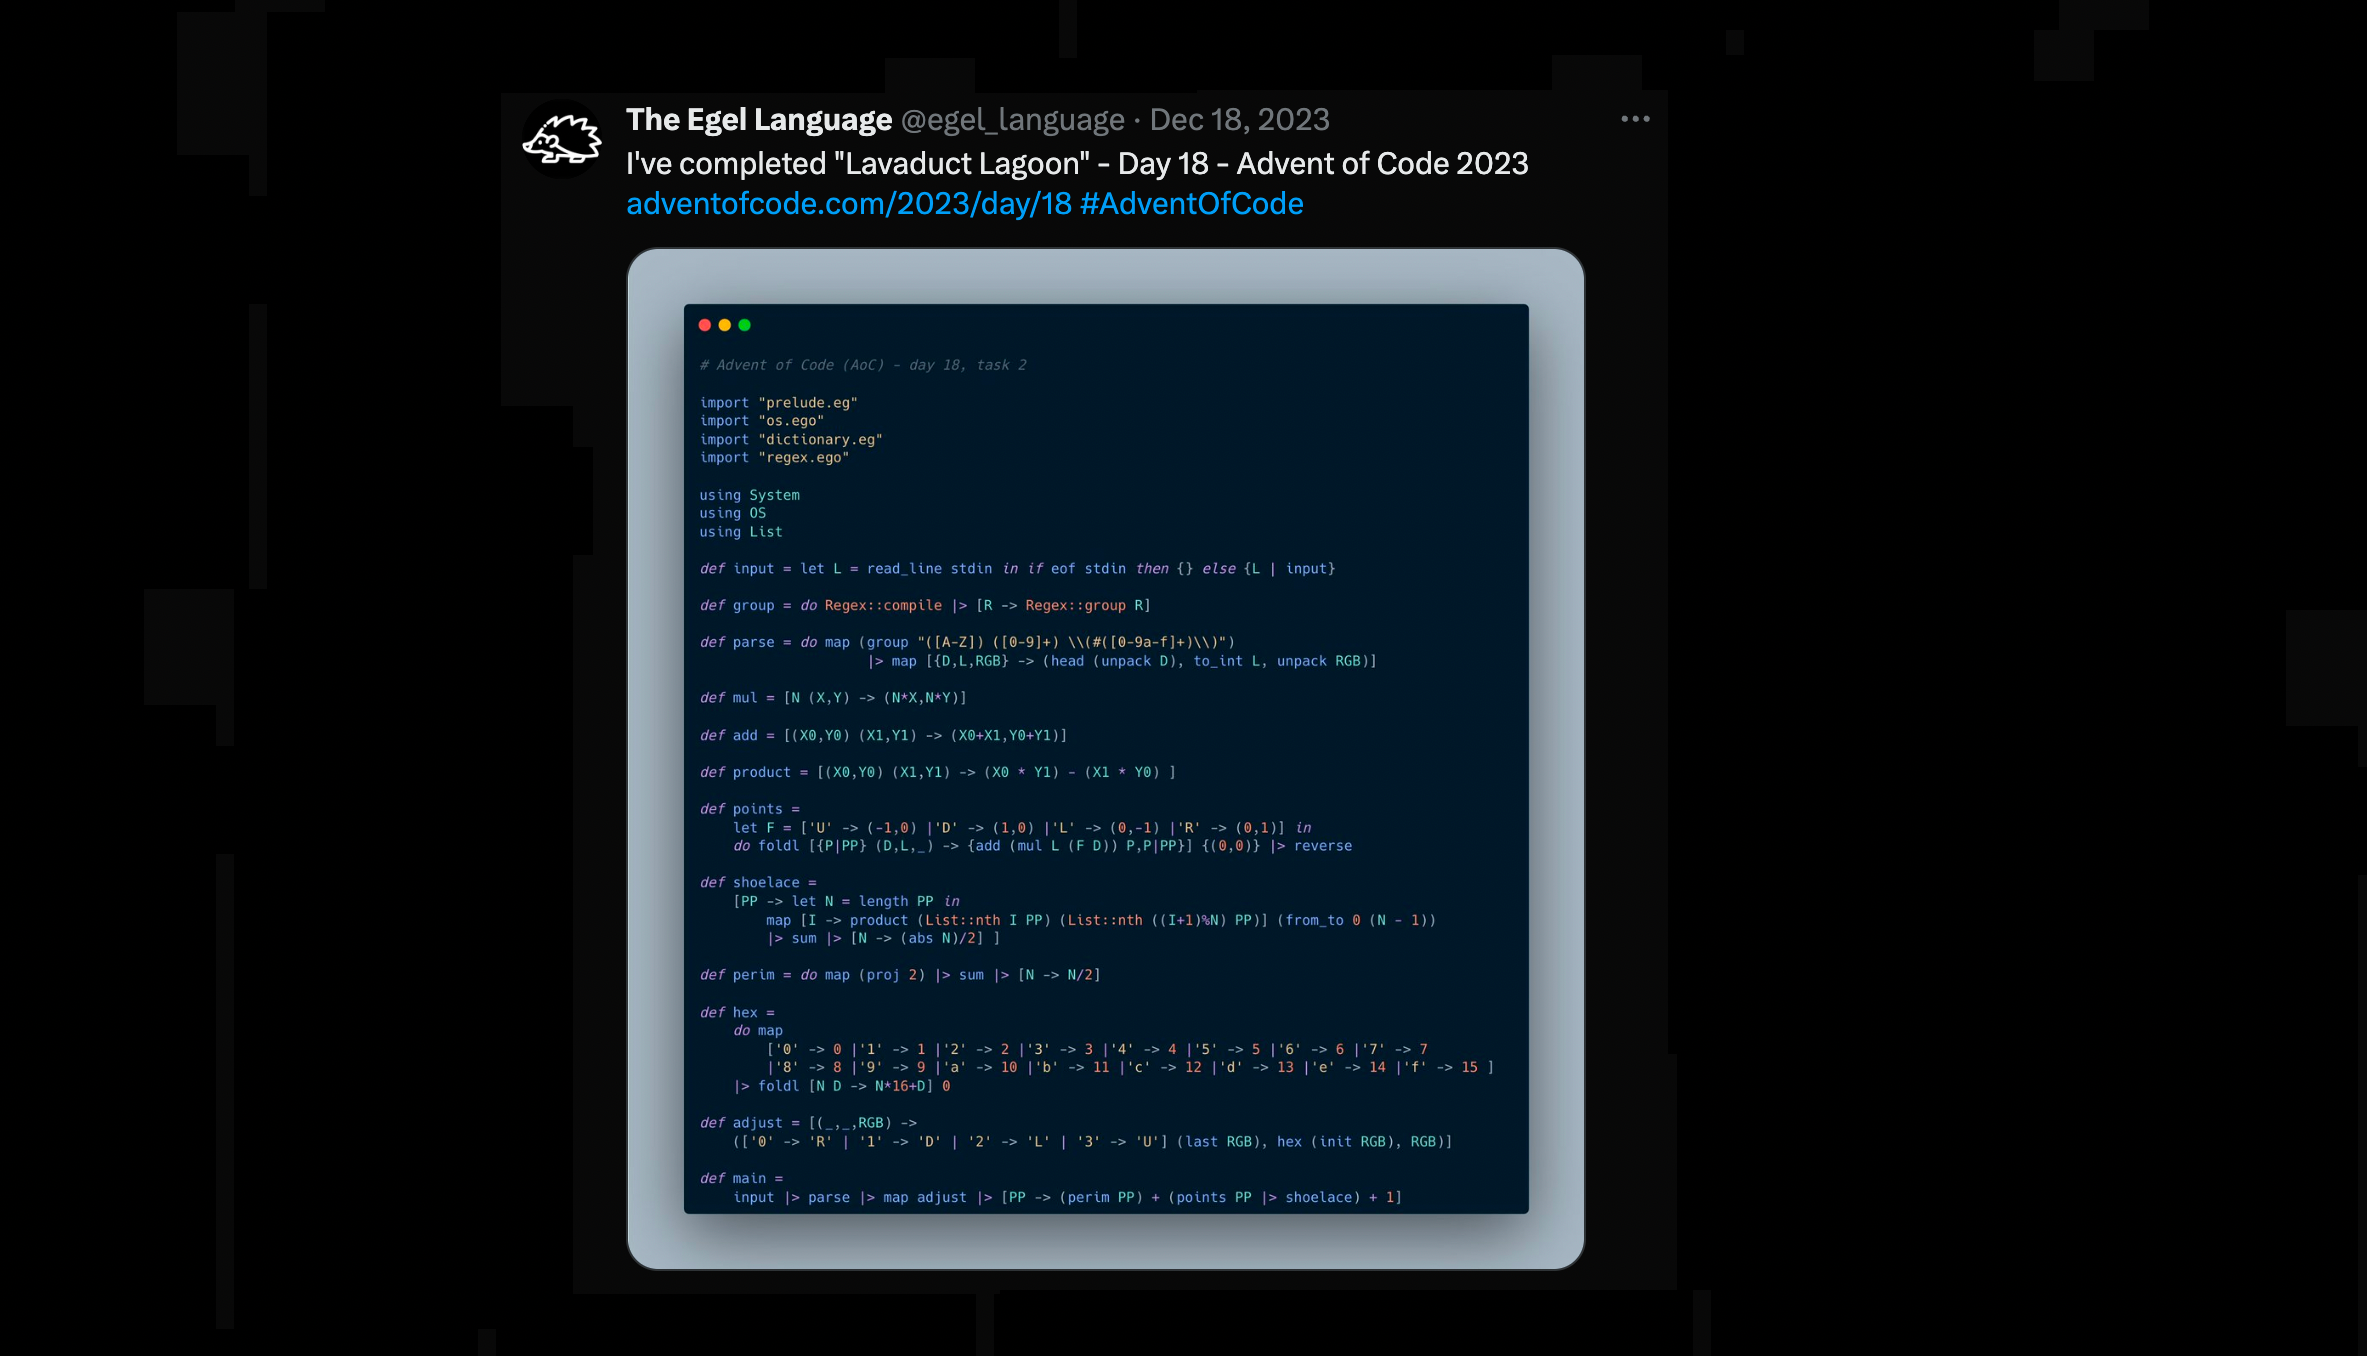 The Egel Language @egel_language · Dec 18, 2023
I've completed "Lavaduct Lagoon" - Day 18 - Advent of Code 2023
adventofcode.com/2023/day/18 #AdventOfCode
# Advent of Code (AoC) - day 18, task 2
import "prelude.eg"
import "os.ego"
import "dictionary.eg"
import "regex.ego"
using System
using OS
using List
def input = let L = read_line stdin in if eof stdin then {} else {L | input}
def group = do Regex::compile |> [R -> Regex::group R]
def parse = do map (group "([A-Z]) ([0-9]+) \\(#([0-9a-f]+)\\)")
|> map [{D,L,RGB} -> (head (unpack D), to_int L, unpack RGB)]
def mul = [N (X,Y) -> (N*X,N*Y)]
def add = [(X0,Y0) (X1,Y1) -> (X0+X1,Y0+Y1)]
def product = [(X0,Y0) (X1,Y1) -> (X0 * Y1) - (X1 * Y0) ]
def points =
let F = ['U' -> (-1,0) |'D' -> (1,0) |'L' -> (0,-1) |'R' -> (0,1)] in
do foldl [{P|PP} (D,L,_) -> {add (mul L (F D)) P,P|PP}] {(0,0)} |> reverse
def shoelace =
[PP -> let N = length PP in
map [I -> product (List::nth I PP) (List::nth ((I+1)%N) PP)] (from_to 0 (N - 1))
|> sum |> [N -> (abs N)/2] ]
def perim = do map (proj 2) |> sum |> [N -> N/2]
def hex =
do map
['0' -> 0 |'1' -> 1 |'2' -> 2 |'3' -> 3 |'4' -> 4 |'5' -> 5 |'6' -> 6 |'7' -> 7
|'8' -> 8 |'9' -> 9 |'a' -> 10 |'b' -> 11 |'c' -> 12 |'d' -> 13 |'e' -> 14 |'f' -> 15 ]
|> foldl [N D -> N*16+D] 0
def adjust = [(_,_,RGB) ->
(['0' -> 'R' | '1' -> 'D' | '2' -> 'L' | '3' -> 'U'] (last RGB), hex (init RGB), RGB)]
def main =
input |> parse |> map adjust |> [PP -> (perim PP) + (points PP |> shoelace) + 1]